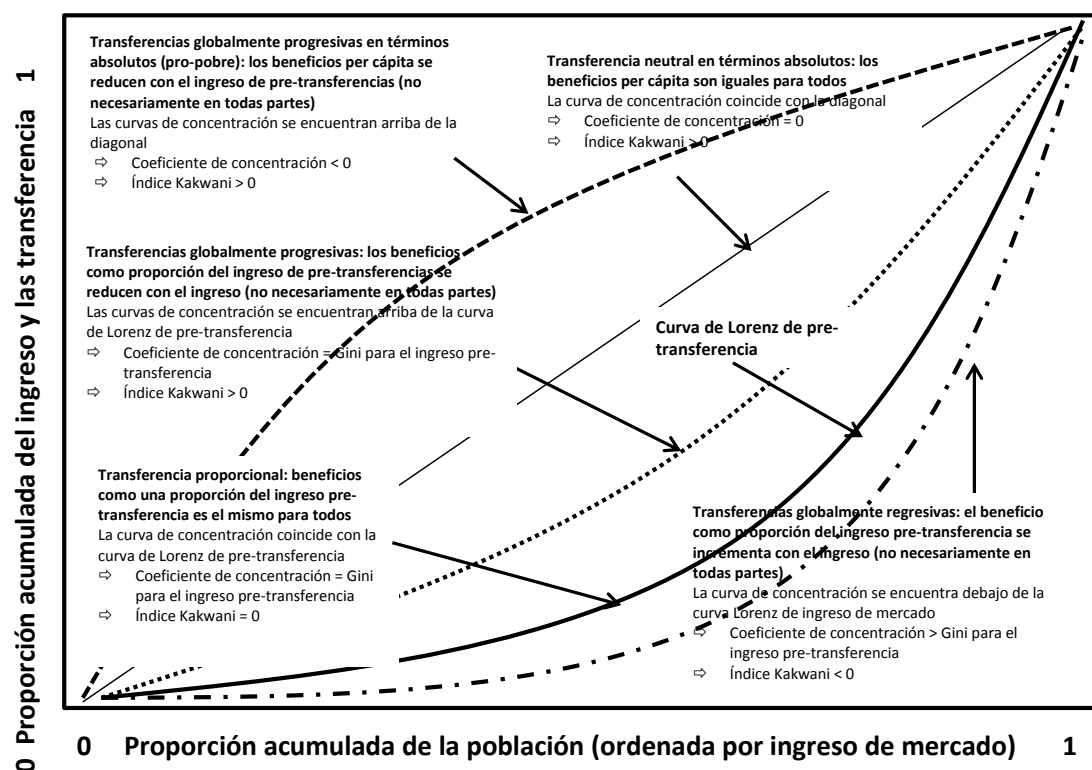 0 Proporción acumulada del ingreso y las transferencia 1
Transferencias globalmente progresivas en términos
absolutos (pro-pobre): los beneficios per cápita se
reducen con el ingreso de pre-transferencias (no
necesariamente en todas partes)
Las curvas de concentración se encuentran arriba de la
diagonal
⇨ Coeficiente de concentración < 0
⇨ Índice Kakwani > 0
Transferencia neutral en términos absolutos: los
beneficios per cápita son iguales para todos
La curva de concentración coincide con la diagonal
⇨ Coeficiente de concentración = 0
⇨ Índice Kakwani > 0
Transferencias globalmente progresivas: los beneficios
como proporción del ingreso de pre-transferencias se
reducen con el ingreso (no necesariamente en todas partes)
Las curvas de concentración se encuentran arriba de la curva
de Lorenz de pre-transferencia
⇨ Coeficiente de concentración = Gini para el ingreso pre-
transferencia
⇨ Índice Kakwani > 0
Curva de Lorenz de pre-
transferencia
Transferencia proporcional: beneficios
como una proporción del ingreso pre-
transferencia es el mismo para todos
La curva de concentración coincide con la
curva de Lorenz de pre-transferencia
⇨ Coeficiente de concentración = Gini
para el ingreso pre-transferencia
⇨ Índice Kakwani = 0
Transferencias globalmente regresivas: el beneficio
como proporción del ingreso pre-transferencia se
incrementa con el ingreso (no necesariamente en
todas partes)
La curva de concentración se encuentra debajo de la
curva Lorenz de ingreso de mercado
⇨ Coeficiente de concentración > Gini para el
ingreso pre-transferencia
⇨ Índice Kakwani < 0
0 Proporción acumulada de la población (ordenada por ingreso de mercado) 1